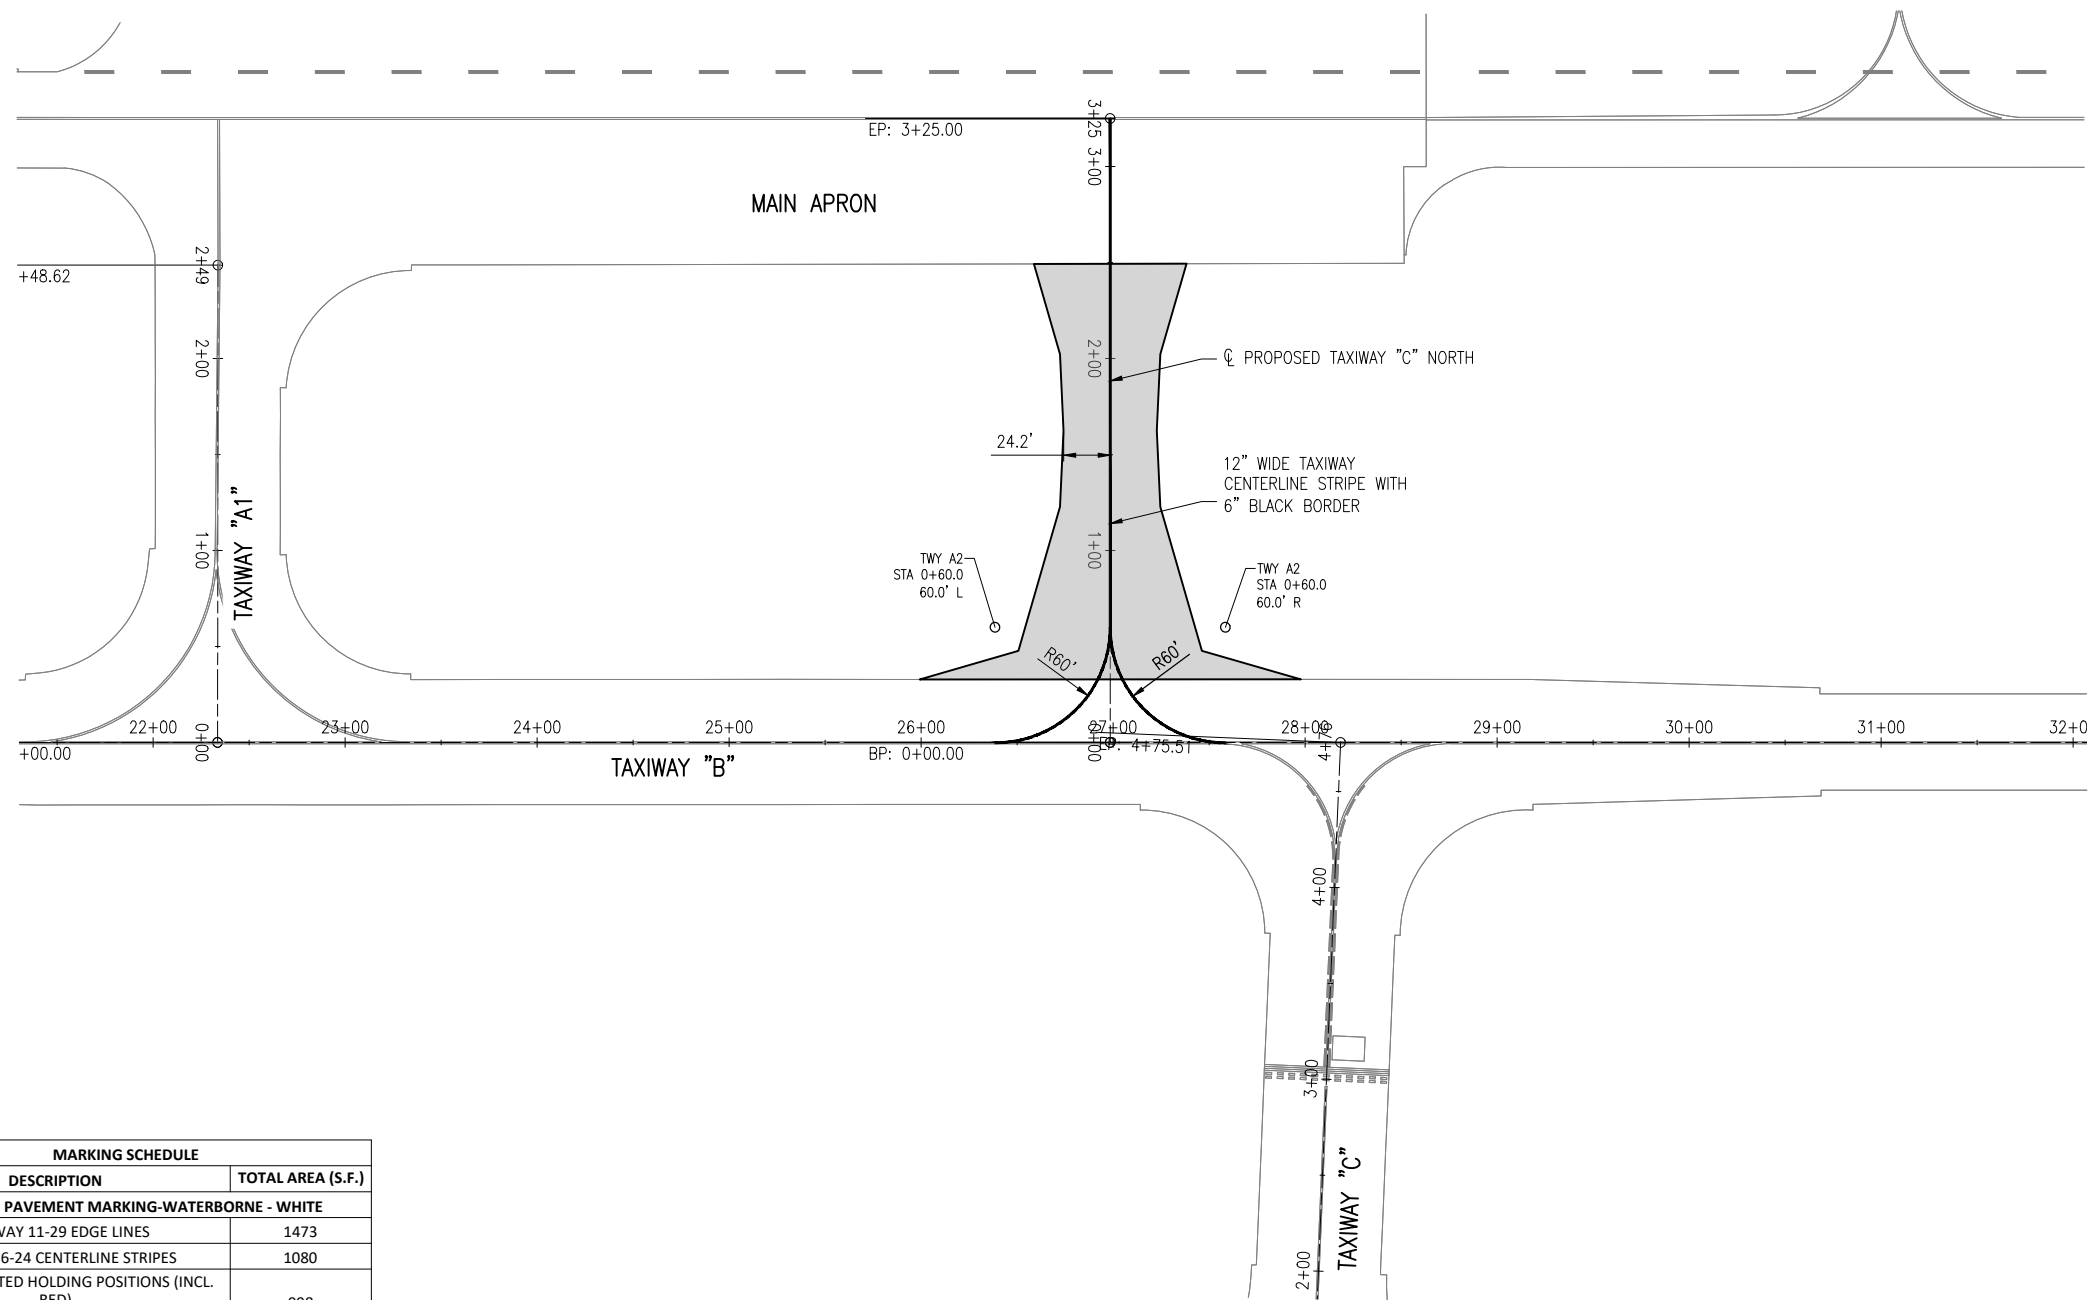 3+25
EP: 3+25.00
3+00
MAIN APRON
2+49
+48.62
2+00
2+00
℄ PROPOSED TAXIWAY "C" NORTH
24.2'
12" WIDE TAXIWAY
CENTERLINE STRIPE WITH
6" BLACK BORDER
TAXIWAY "A1"
1+00
1+00
TWY A2
STA 0+60.0
60.0' L
TWY A2
STA 0+60.0
60.0' R
R60'
R60'
22+00
23+00
24+00
25+00
26+00
27+00
28+00
29+00
30+00
31+00
32+0
0+00
0+00
4+76
+00.00
BP: 0+00.00
4+75.51
TAXIWAY "B"
4+00
3+00
TAXIWAY "C"
2+00
MARKING SCHEDULE
DESCRIPTION TOTAL AREA (S.F.)
PAVEMENT MARKING-WATERBORNE - WHITE
WAY 11-29 EDGE LINES 1473
6-24 CENTERLINE STRIPES 1080
TED HOLDING POSITIONS (INCL.